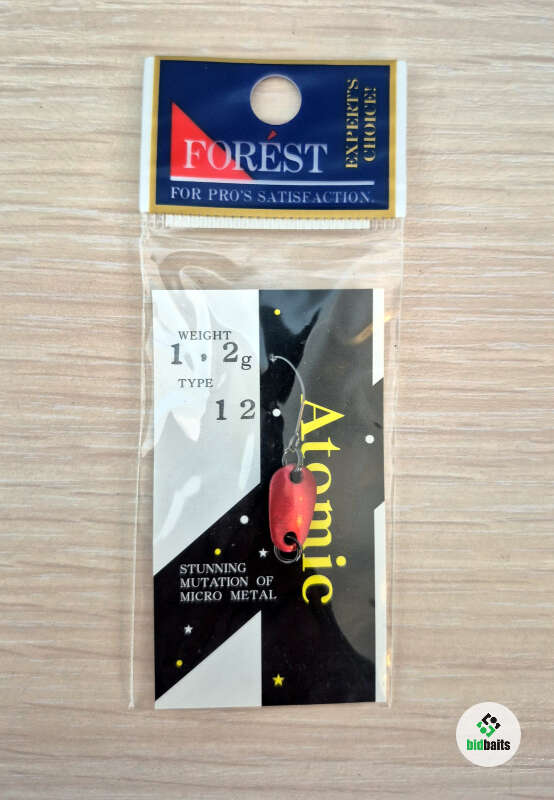 EXPERT'S
CHOICE!
FORÉST
FOR PRO'S SATISFACTION.
WEIGHT
1.2g
TYPE
12
Atomic
STUNNING
MUTATION OF
MICRO METAL
bidbaits